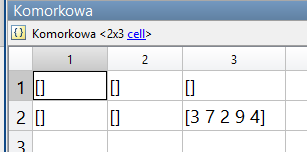 Komorkowa
{} Komorkowa <2x3 cell>
1 2 3
1 [] [] []
2 [] [] [3 7 2 9 4]
3